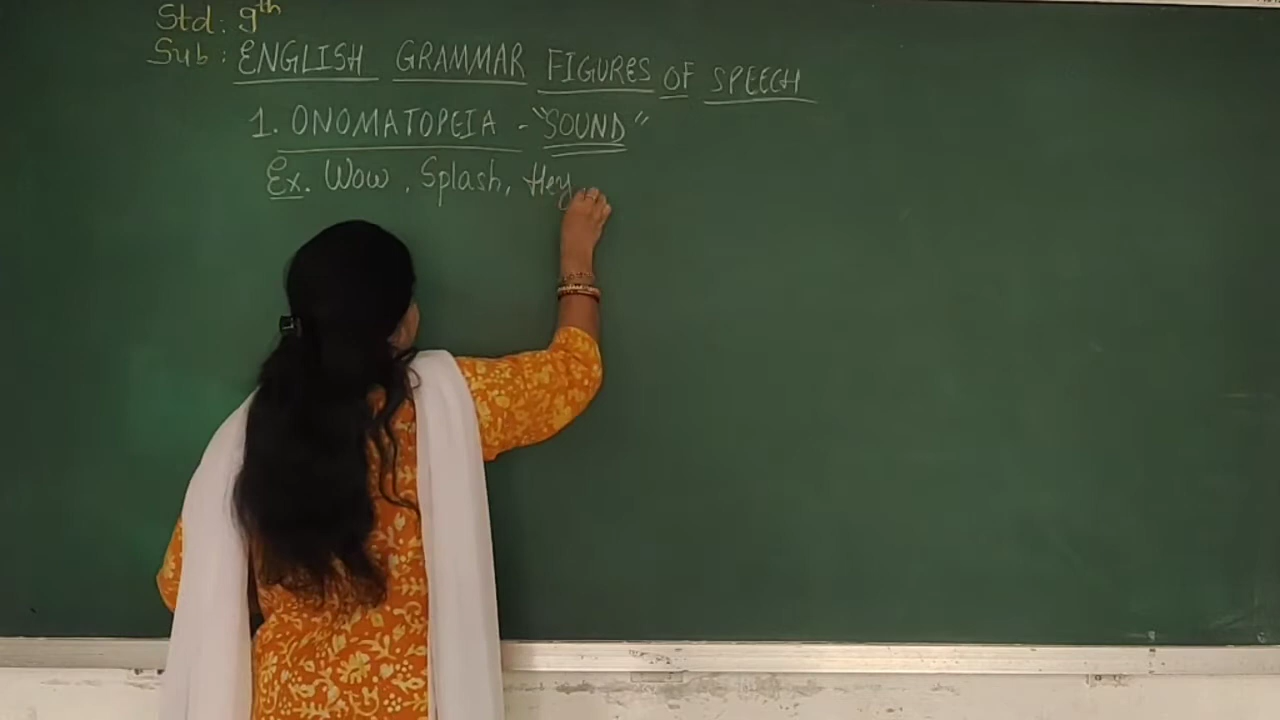 Std: 9th
Sub: ENGLISH GRAMMAR FIGURES OF SPEECH
1. ONOMATOPEIA - "SOUND"
Ex. Wow, Splash, Hey